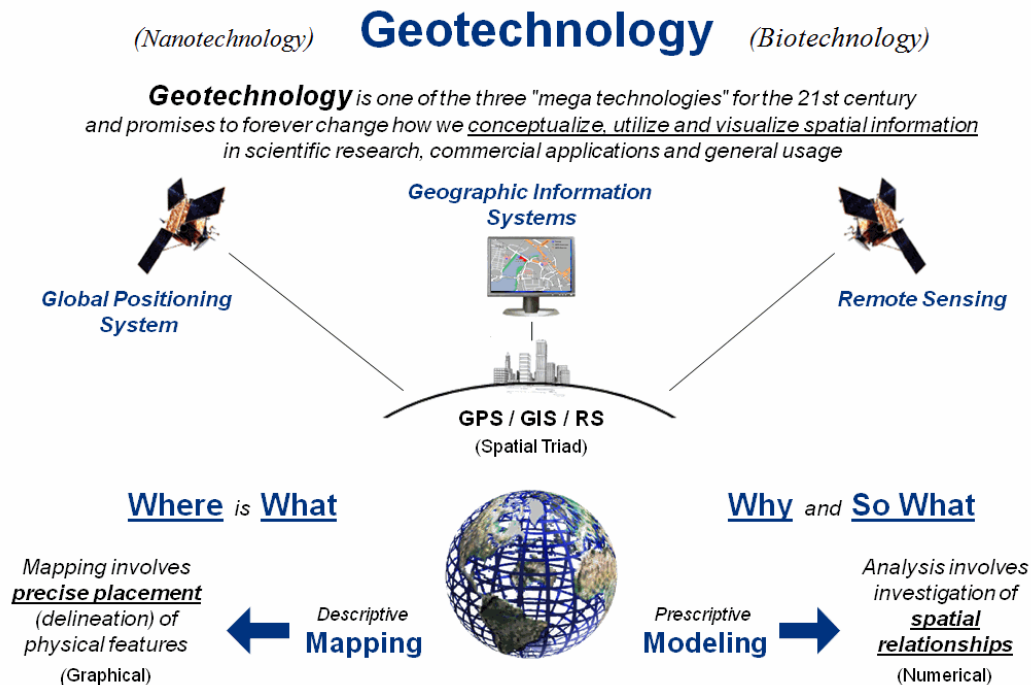 (Nanotechnology) Geotechnology (Biotechnology)
Geotechnology is one of the three "mega technologies" for the 21st century
and promises to forever change how we conceptualize, utilize and visualize spatial information
in scientific research, commercial applications and general usage
Geographic Information
Systems
Global Positioning
System
Remote Sensing
GPS / GIS / RS
(Spatial Triad)
Where is What
Why and So What
Mapping involves
precise placement
(delineation) of
physical features
(Graphical)
Descriptive
Mapping
Prescriptive
Modeling
Analysis involves
investigation of
spatial
relationships
(Numerical)